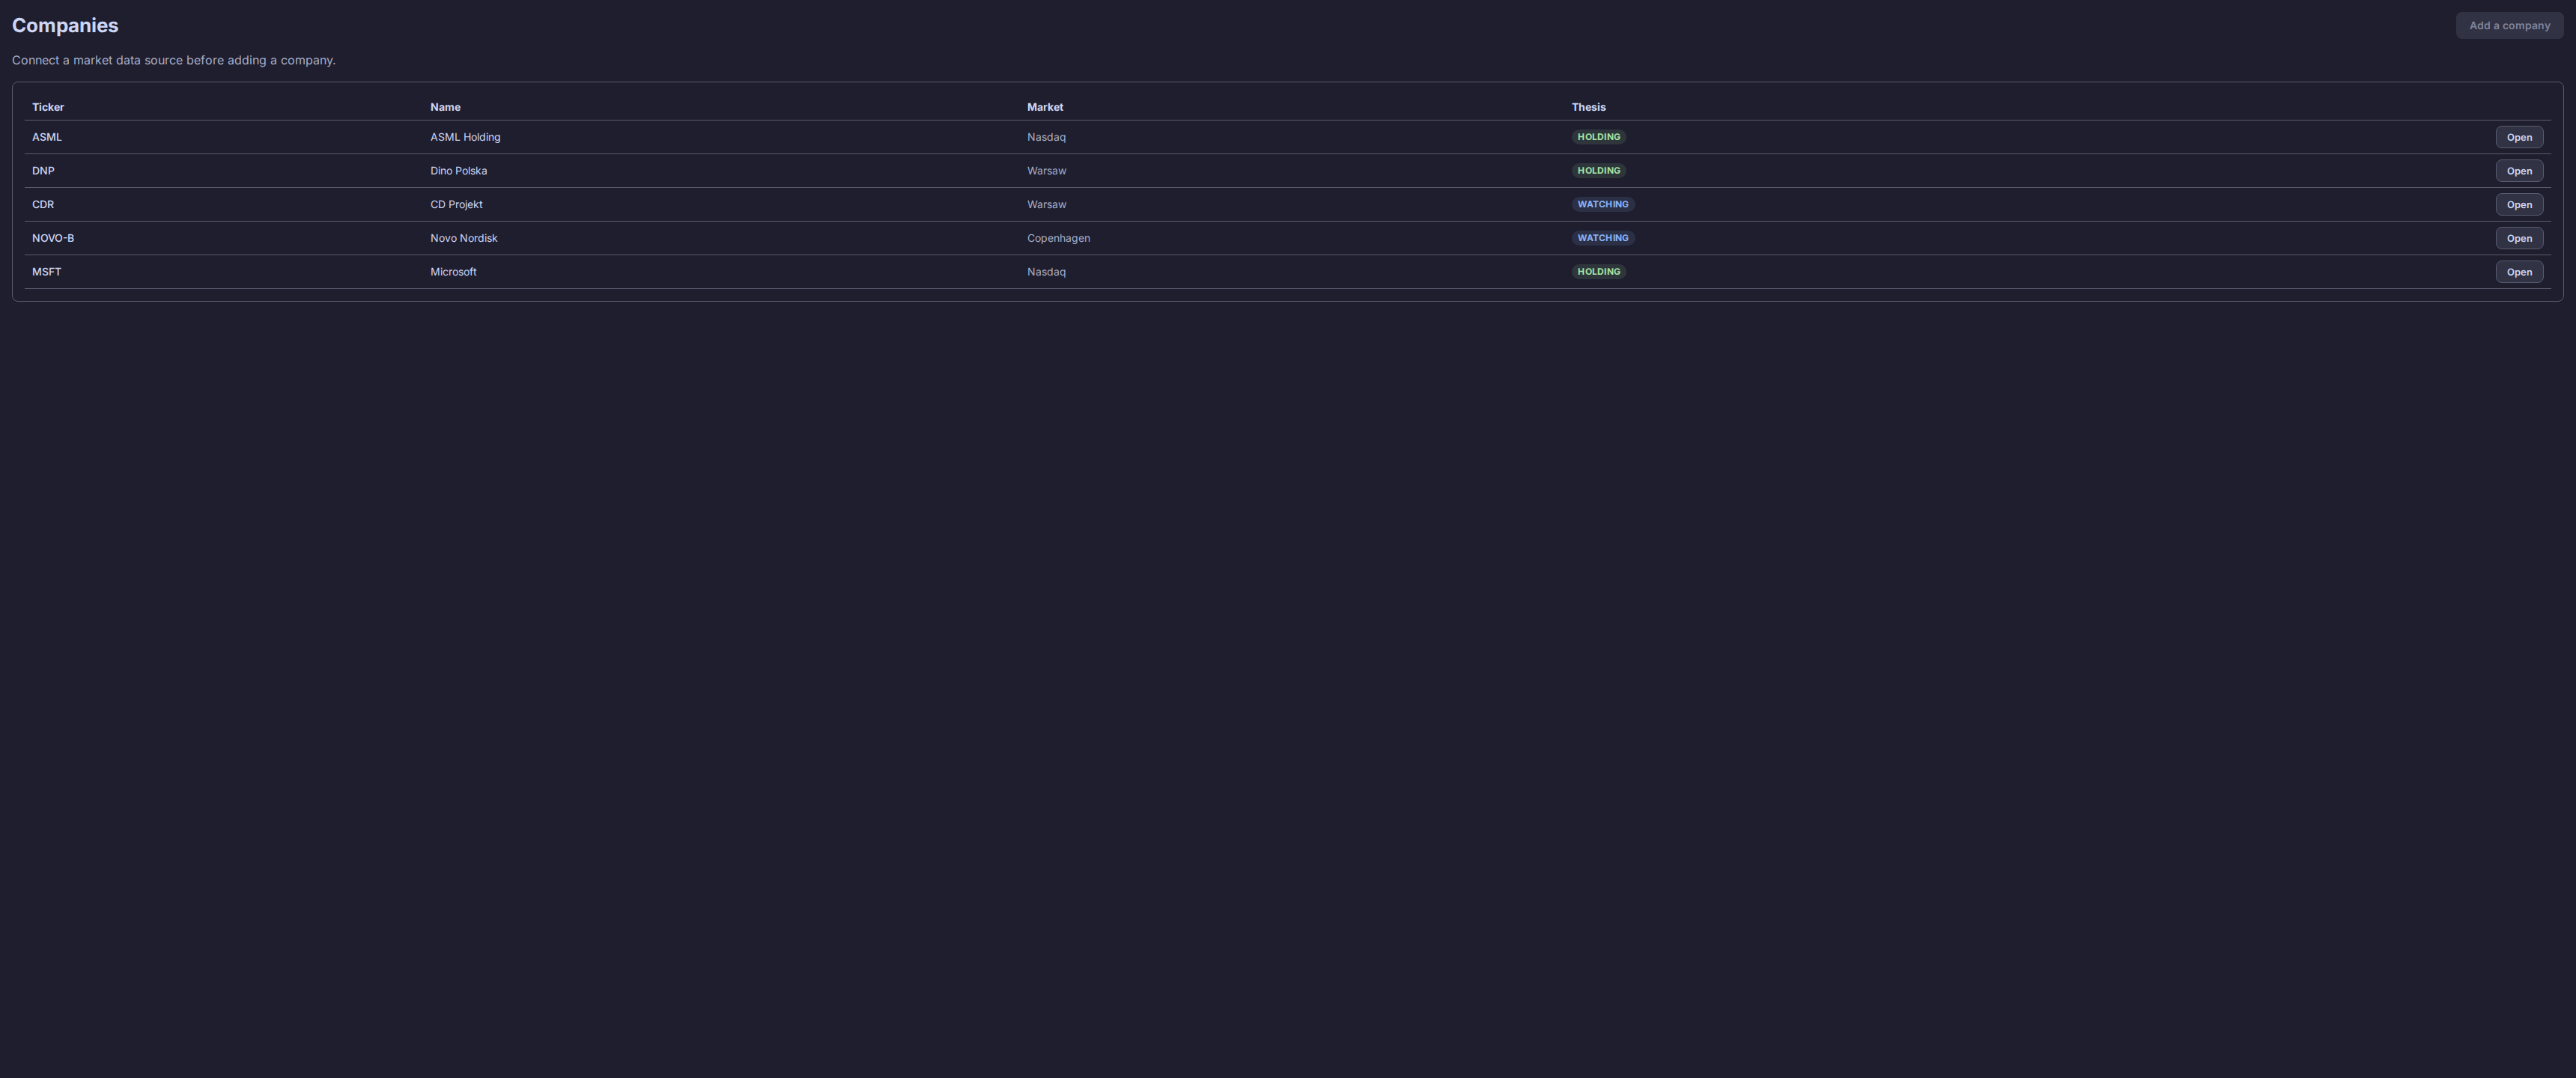 Companies
Add a company
Connect a market data source before adding a company.
Ticker Name Market Thesis
ASML ASML Holding Nasdaq HOLDING Open
DNP Dino Polska Warsaw HOLDING Open
CDR CD Projekt Warsaw WATCHING Open
NOVO-B Novo Nordisk Copenhagen WATCHING Open
MSFT Microsoft Nasdaq HOLDING Open